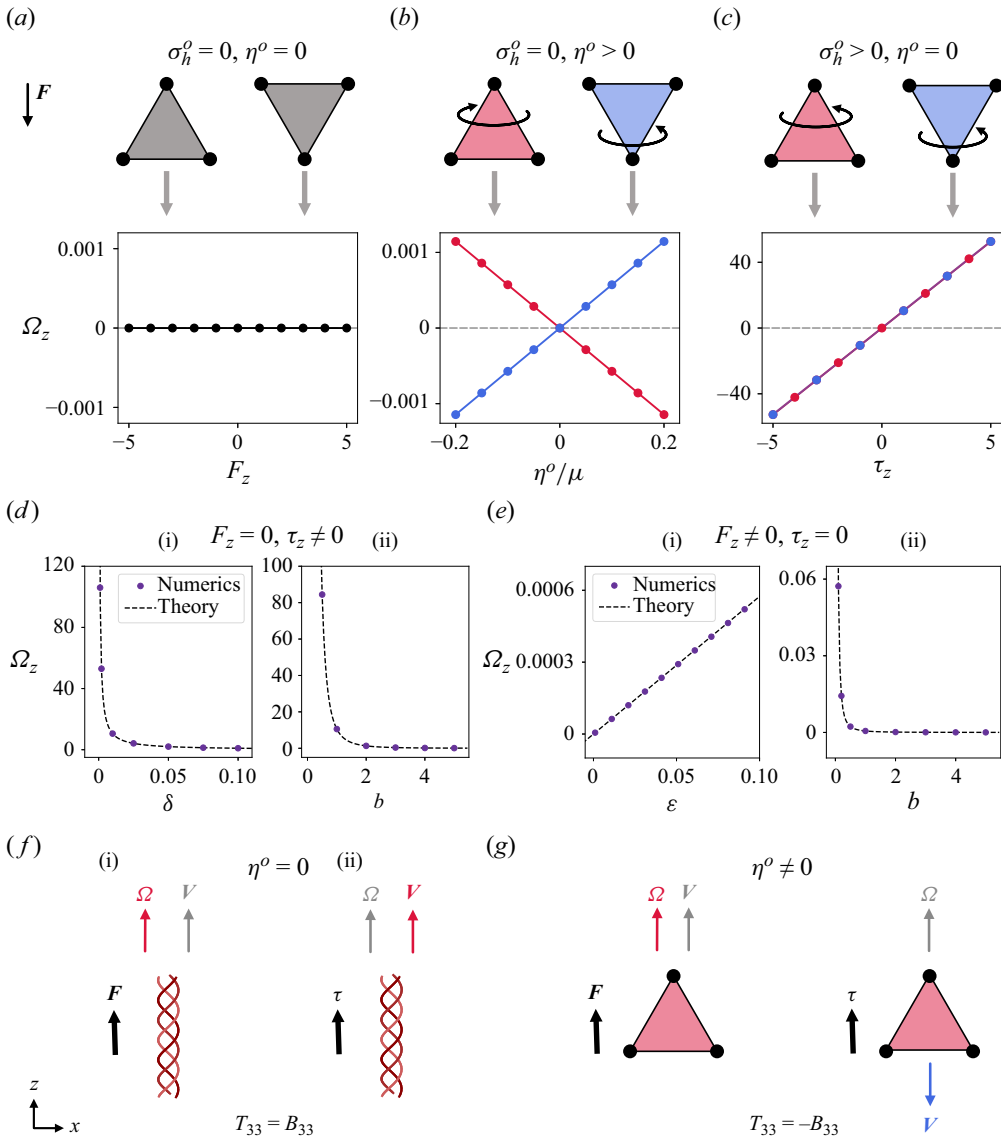 (a)
(b)
(c)
σ_h^o = 0, η^o = 0
σ_h^o = 0, η^o > 0
σ_h^o > 0, η^o = 0
F
0.001
0
−0.001
Ω_z
−5
0
5
F_z
0.001
0
−0.001
−0.2
0
0.2
η^o/μ
40
0
−40
−5
0
5
τ_z
(d)
F_z = 0, τ_z ≠ 0
(i)
(ii)
120
80
40
0
Ω_z
Numerics
Theory
0
0.05
0.10
δ
100
80
60
40
20
0
0
2
4
b
(e)
F_z ≠ 0, τ_z = 0
(i)
(ii)
0.0006
0.0003
0
Ω_z
Numerics
Theory
0
0.05
0.10
ε
0.06
0.03
0
0
2
4
b
(f)
(i)
η^o = 0
(ii)
Ω
V
Ω
V
F
τ
z
x
T_33 = B_33
(g)
η^o ≠ 0
Ω
V
Ω
F
τ
V
T_33 = −B_33